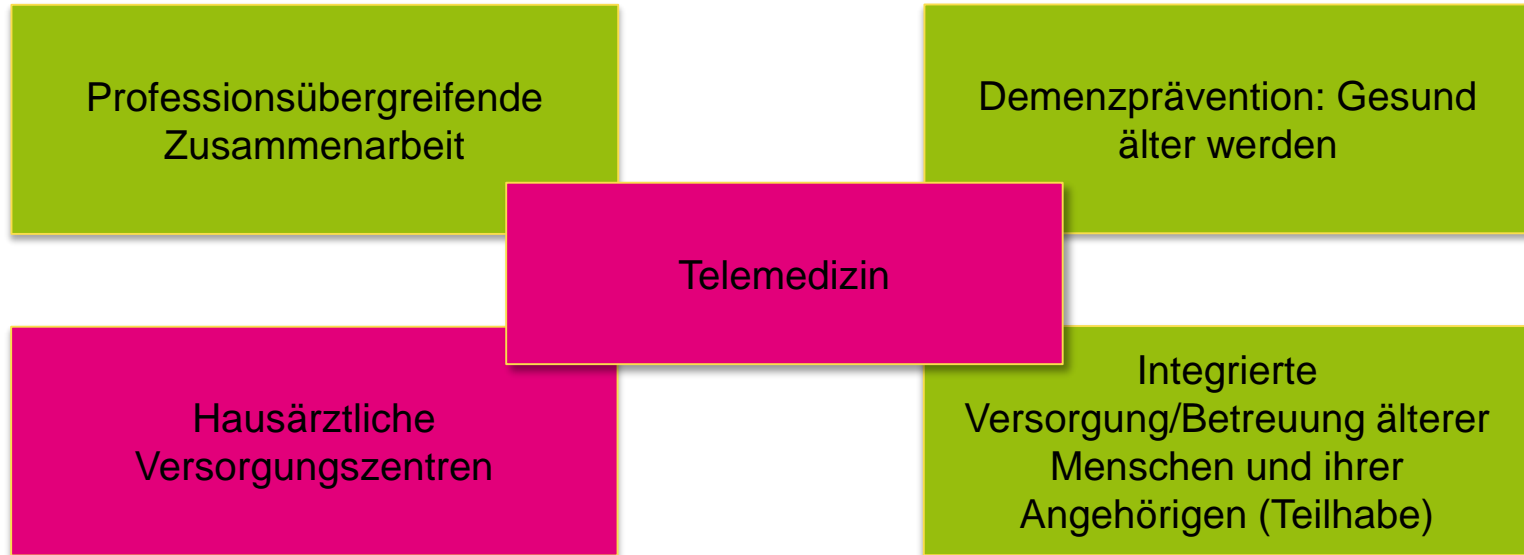 Professionsübergreifende
Zusammenarbeit
Demenzprävention: Gesund
älter werden
Telemedizin
Hausärztliche
Versorgungszentren
Integrierte
Versorgung/Betreuung älterer
Menschen und ihrer
Angehörigen (Teilhabe)